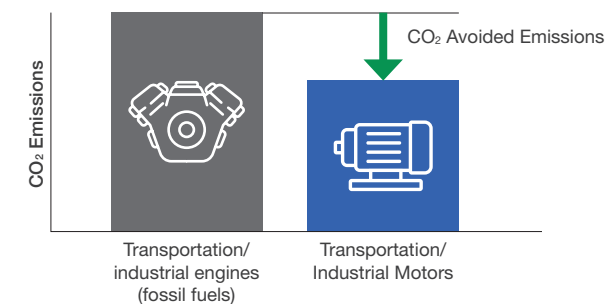 CO₂ Avoided Emissions
CO₂ Emissions
Transportation/
industrial engines
(fossil fuels)
Transportation/
Industrial Motors